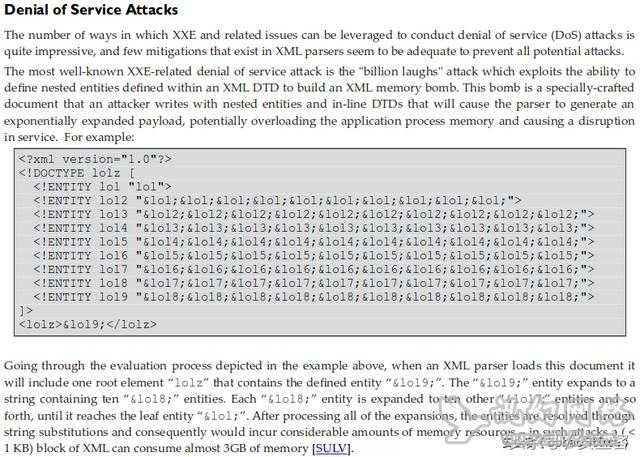 Denial of Service Attacks
The number of ways in which XXE and related issues can be leveraged to conduct denial of service (DoS) attacks is
quite impressive, and few mitigations that exist in XML parsers seem to be adequate to prevent all potential attacks.
The most well-known XXE-related denial of service attack is the "billion laughs" attack which exploits the ability to
define nested entities defined within an XML DTD to build an XML memory bomb. This bomb is a specially-crafted
document that an attacker writes with nested entities and in-line DTDs that will cause the parser to generate an
exponentially expanded payload, potentially overloading the application process memory and causing a disruption
in service. For example:
<?xml version="1.0"?>
<!DOCTYPE lolz [
<!ENTITY lol "lol">
<!ENTITY lol2 "&lol;&lol;&lol;&lol;&lol;&lol;&lol;&lol;&lol;&lol;">
<!ENTITY lol3 "&lol2;&lol2;&lol2;&lol2;&lol2;&lol2;&lol2;&lol2;&lol2;&lol2;">
<!ENTITY lol4 "&lol3;&lol3;&lol3;&lol3;&lol3;&lol3;&lol3;&lol3;&lol3;&lol3;">
<!ENTITY lol5 "&lol4;&lol4;&lol4;&lol4;&lol4;&lol4;&lol4;&lol4;&lol4;&lol4;">
<!ENTITY lol6 "&lol5;&lol5;&lol5;&lol5;&lol5;&lol5;&lol5;&lol5;&lol5;&lol5;">
<!ENTITY lol7 "&lol6;&lol6;&lol6;&lol6;&lol6;&lol6;&lol6;&lol6;&lol6;&lol6;">
<!ENTITY lol8 "&lol7;&lol7;&lol7;&lol7;&lol7;&lol7;&lol7;&lol7;&lol7;&lol7;">
<!ENTITY lol9 "&lol8;&lol8;&lol8;&lol8;&lol8;&lol8;&lol8;&lol8;&lol8;&lol8;">
]>
<lolz>&lol9;</lolz>
Going through the evaluation process depicted in the example above, when an XML parser loads this document it
will include one root element “lolz” that contains the defined entity “&lol9;”. The “&lol9;” entity expands to a
string containing ten “&lol8;” entities. Each “&lol8;” entity is expanded to ten other “&lol7;” entities and so
forth, until it reaches the leaf entity “&lol;”. After processing all of the expansions, the entities are resolved through
string substitutions and consequently would incur considerable amounts of memory resources – in such attacks a ( <
1 KB) block of XML can consume almost 3GB of memory [SULV].